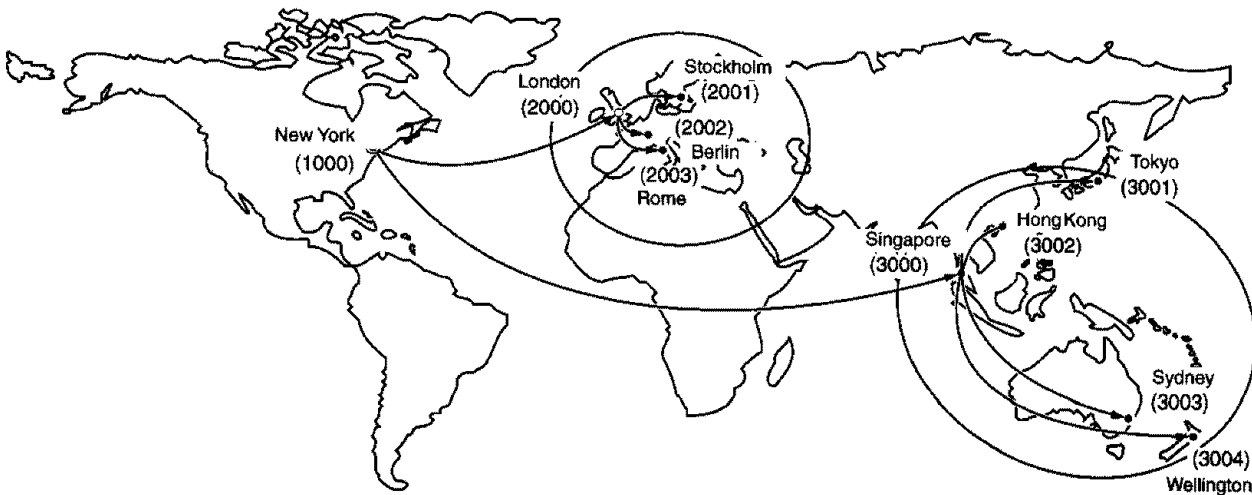 London
(2000)
Stockholm
(2001)
New York
(1000)
(2002)
Berlin
(2003)
Rome
Tokyo
(3001)
Hong Kong
(3002)
Singapore
(3000)
Sydney
(3003)
(3004)
Wellington